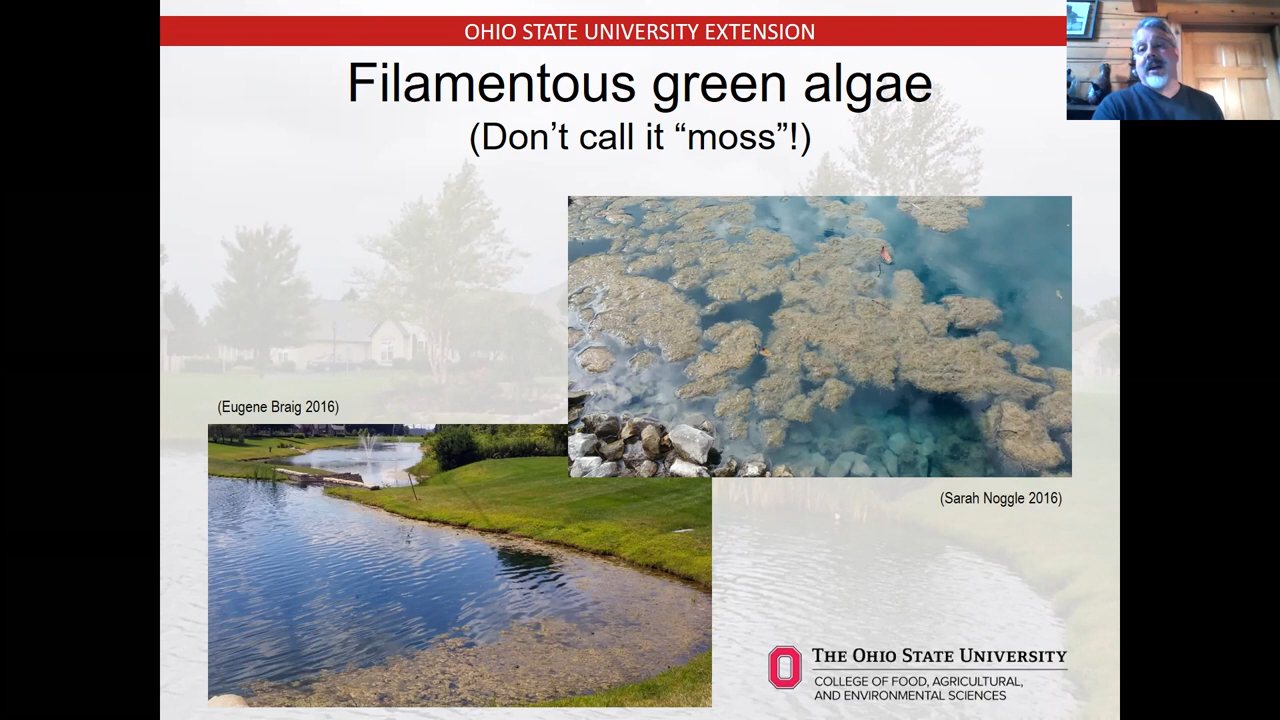 OHIO STATE UNIVERSITY EXTENSION
Filamentous green algae
(Don't call it “moss”!)
(Eugene Braig 2016)
(Sarah Noggle 2016)
THE OHIO STATE UNIVERSITY
COLLEGE OF FOOD, AGRICULTURAL,
AND ENVIRONMENTAL SCIENCES